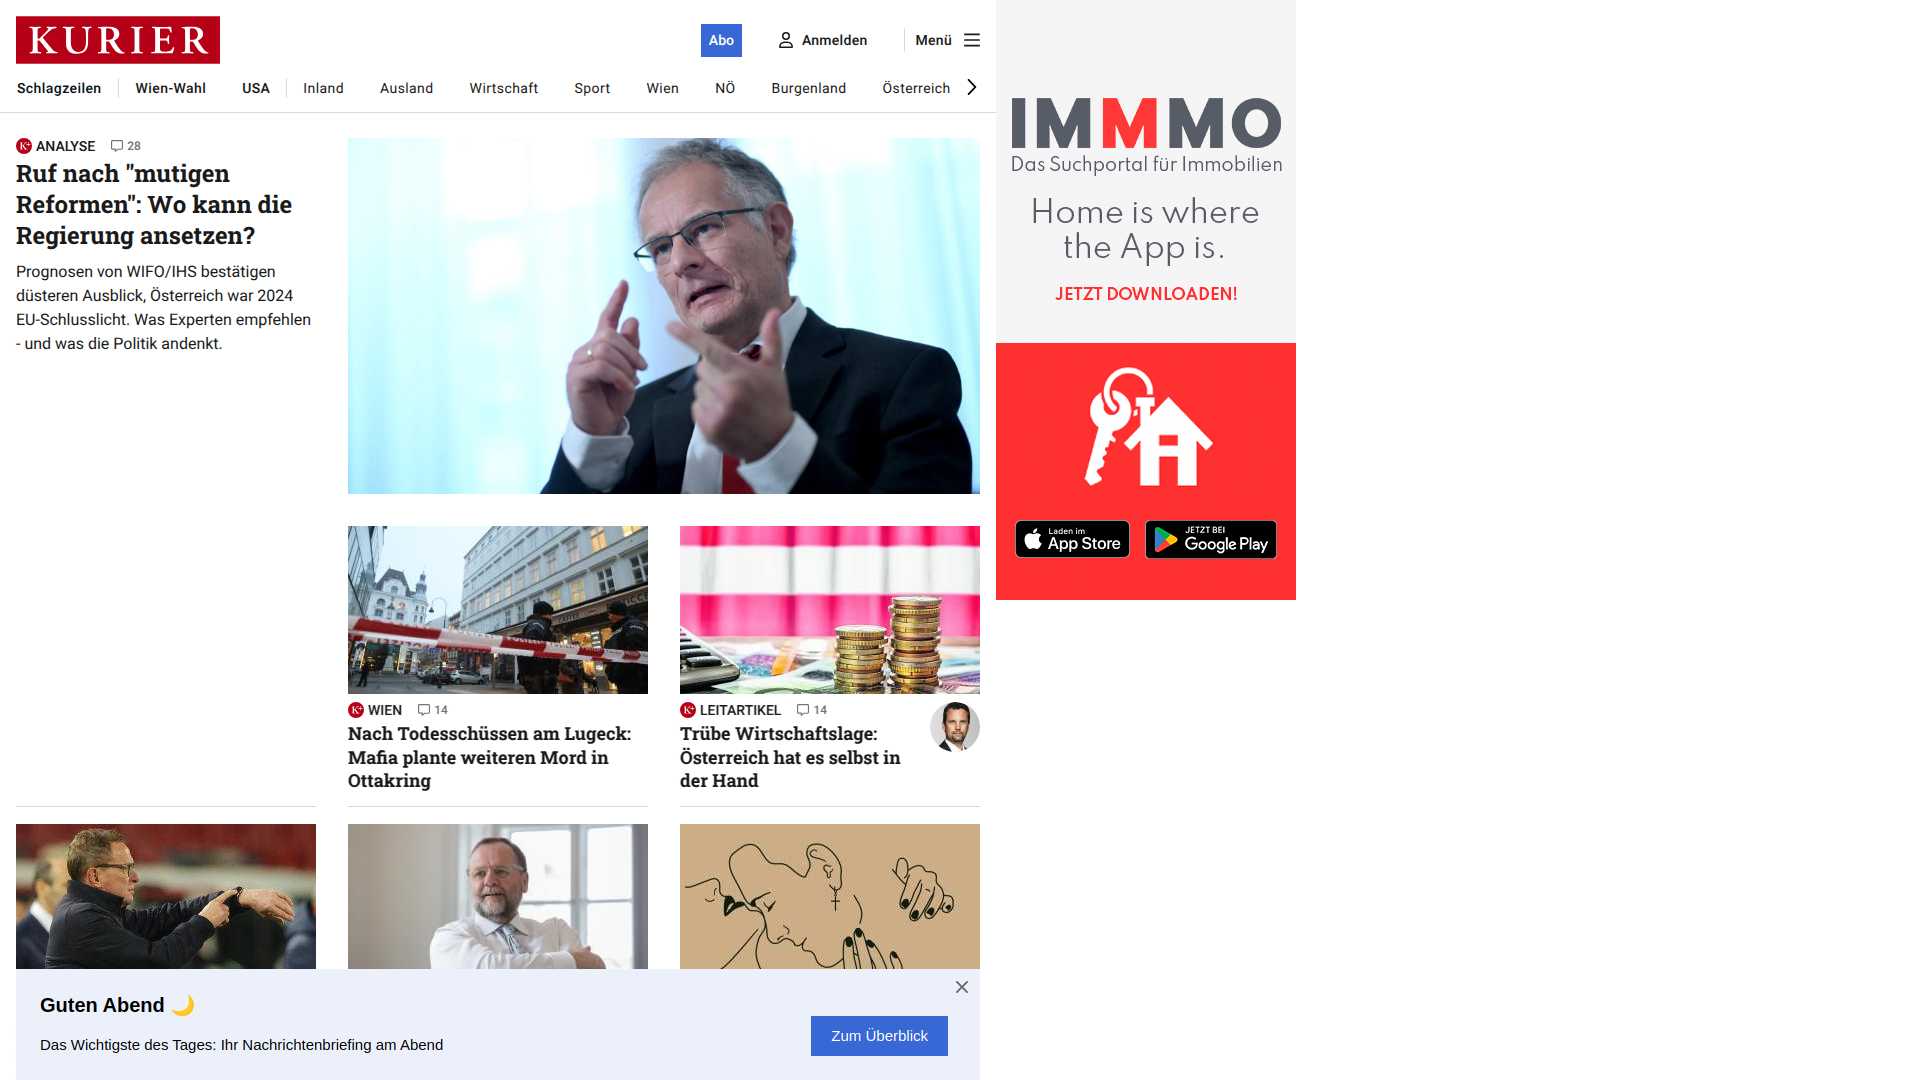 KURIER
Abo
Anmelden
Menü
Schlagzeilen
Wien-Wahl
USA
Inland
Ausland
Wirtschaft
Sport
Wien
NÖ
Burgenland
Österreich
ANALYSE
28
Ruf nach "mutigen
Reformen": Wo kann die
Regierung ansetzen?
Prognosen von WIFO/IHS bestätigen
düsteren Ausblick, Österreich war 2024
EU-Schlusslicht. Was Experten empfehlen
- und was die Politik andenkt.
WIEN
14
Nach Todesschüssen am Lugeck:
Mafia plante weiteren Mord in
Ottakring
LEITARTIKEL
14
Trübe Wirtschaftslage:
Österreich hat es selbst in
der Hand
Guten Abend 🌙
Das Wichtigste des Tages: Ihr Nachrichtenbriefing am Abend
Zum Überblick
IMMMO
Das Suchportal für Immobilien
Home is where
the App is.
JETZT DOWNLOADEN!
Laden im
App Store
JETZT BEI
Google Play